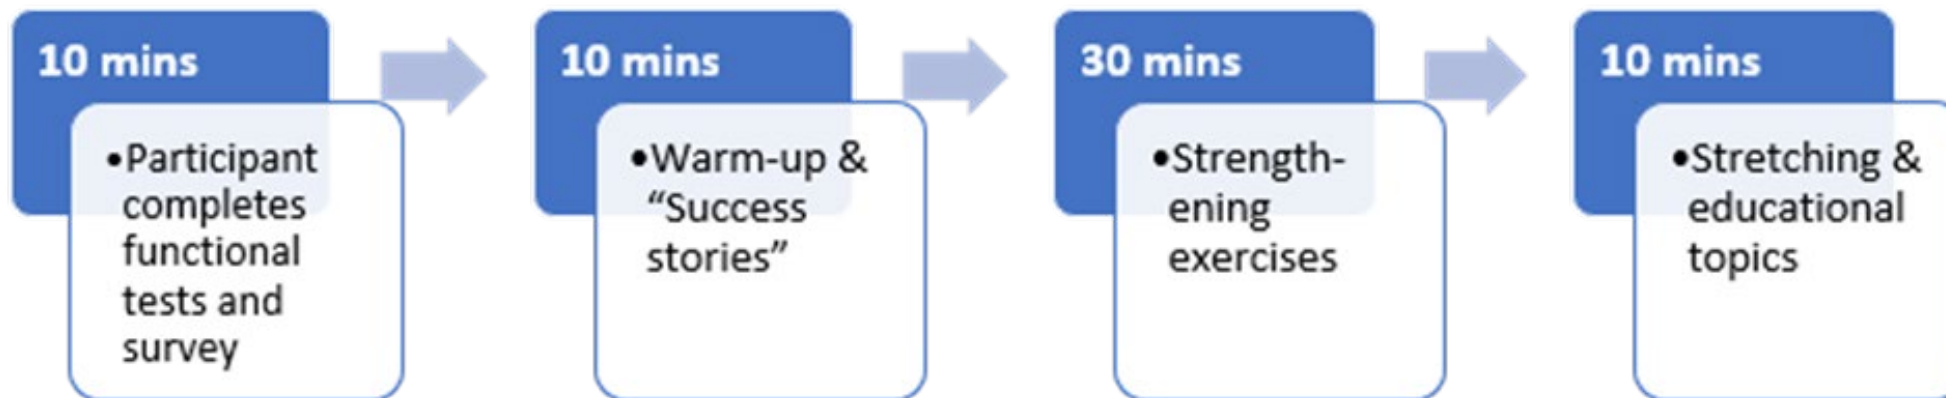 10 mins
•Participant
completes
functional
tests and
survey
10 mins
•Warm-up &
“Success
stories”
30 mins
•Strength-
ening
exercises
10 mins
•Stretching &
educational
topics